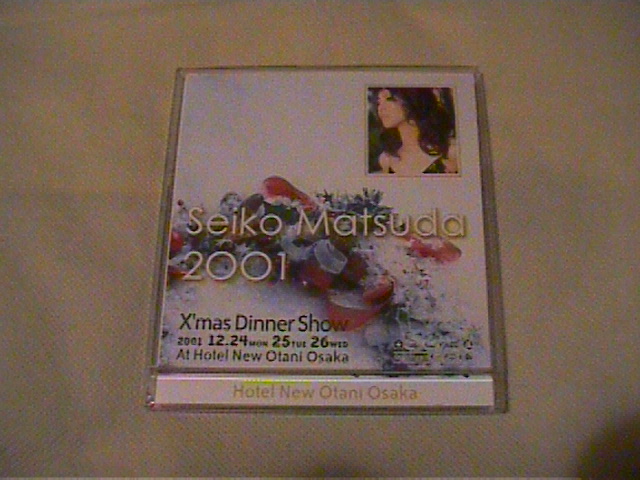 Seiko Matsuda
2001
X'mas Dinner Show
2001 12.24 MON 25 TUE 26 WED
At Hotel New Otani Osaka
Hotel New Otani Osaka